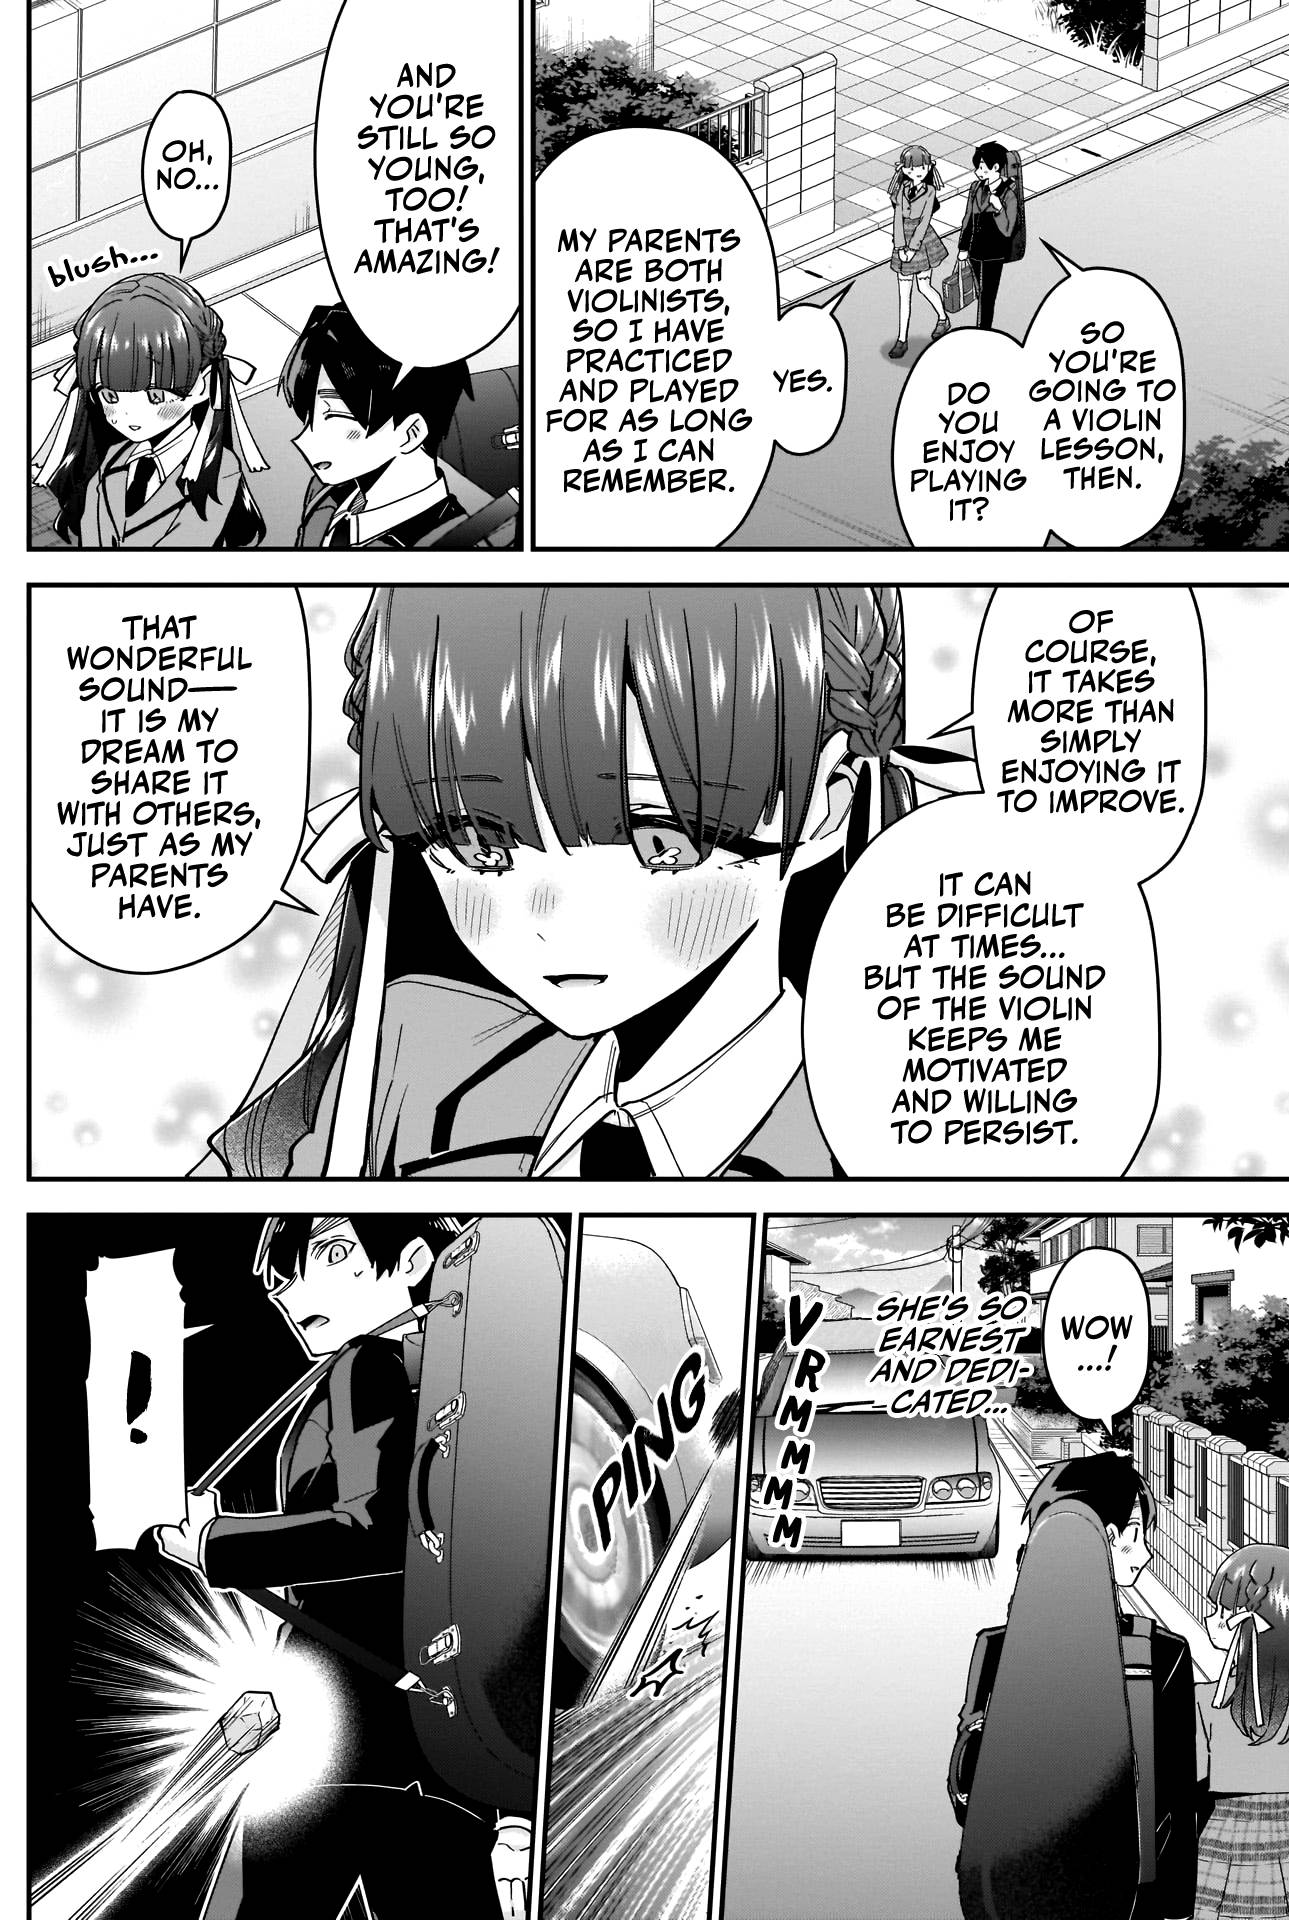 SO
YOU'RE
GOING TO
A VIOLIN
LESSON,
THEN.
DO
YOU
ENJOY
PLAYING
IT?
YES.
MY PARENTS
ARE BOTH
VIOLINISTS,
SO I HAVE
PRACTICED
AND PLAYED
FOR AS LONG
AS I CAN
REMEMBER.
AND
YOU'RE
STILL SO
YOUNG,
TOO!
THAT'S
AMAZING!
OH,
NO...
blush...
OF
COURSE,
IT TAKES
MORE THAN
SIMPLY
ENJOYING IT
TO IMPROVE.
IT CAN
BE DIFFICULT
AT TIMES...
BUT THE SOUND
OF THE VIOLIN
KEEPS ME
MOTIVATED
AND WILLING
TO PERSIST.
THAT
WONDERFUL
SOUND—
IT IS MY
DREAM TO
SHARE IT
WITH OTHERS,
JUST AS MY
PARENTS
HAVE.
WOW
...!
SHE'S SO
EARNEST
AND DEDI-
CATED...
VRMMMM
PING
!